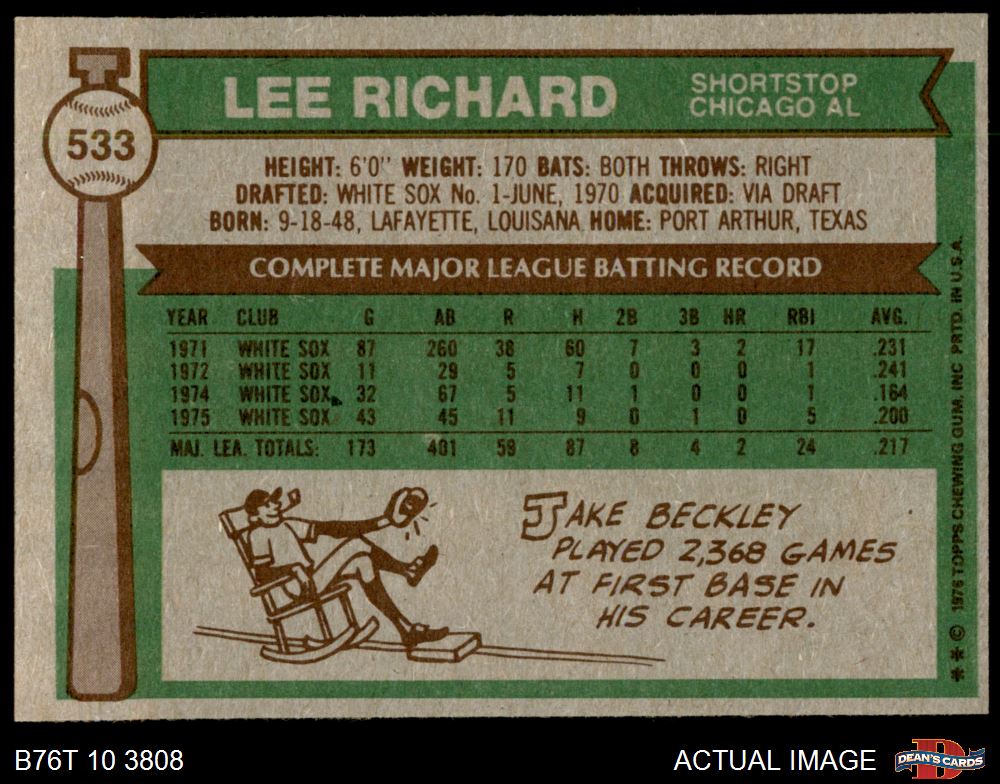 LEE RICHARD
SHORTSTOP
CHICAGO AL
533
HEIGHT: 6'0" WEIGHT: 170 BATS: BOTH THROWS: RIGHT
DRAFTED: WHITE SOX No. 1-JUNE, 1970 ACQUIRED: VIA DRAFT
BORN: 9-18-48, LAFAYETTE, LOUISANA HOME: PORT ARTHUR, TEXAS
COMPLETE MAJOR LEAGUE BATTING RECORD
YEAR CLUB G AB R H 2B 3B HR RBI AVG.
1971 WHITE SOX 87 260 38 60 7 3 2 17 .231
1972 WHITE SOX 11 29 5 7 0 0 0 1 .241
1974 WHITE SOX 32 67 5 11 1 0 0 1 .164
1975 WHITE SOX 43 45 11 9 0 1 0 5 .200
MAJ. LEA. TOTALS: 173 401 59 87 8 4 2 24 .217
JAKE BECKLEY
PLAYED 2,368 GAMES
AT FIRST BASE IN
HIS CAREER.
** © 1976 TOPPS CHEWING GUM, INC PRTD. IN U.S.A.
B76T 10 3808
ACTUAL IMAGE
D
DEAN'S CARDS